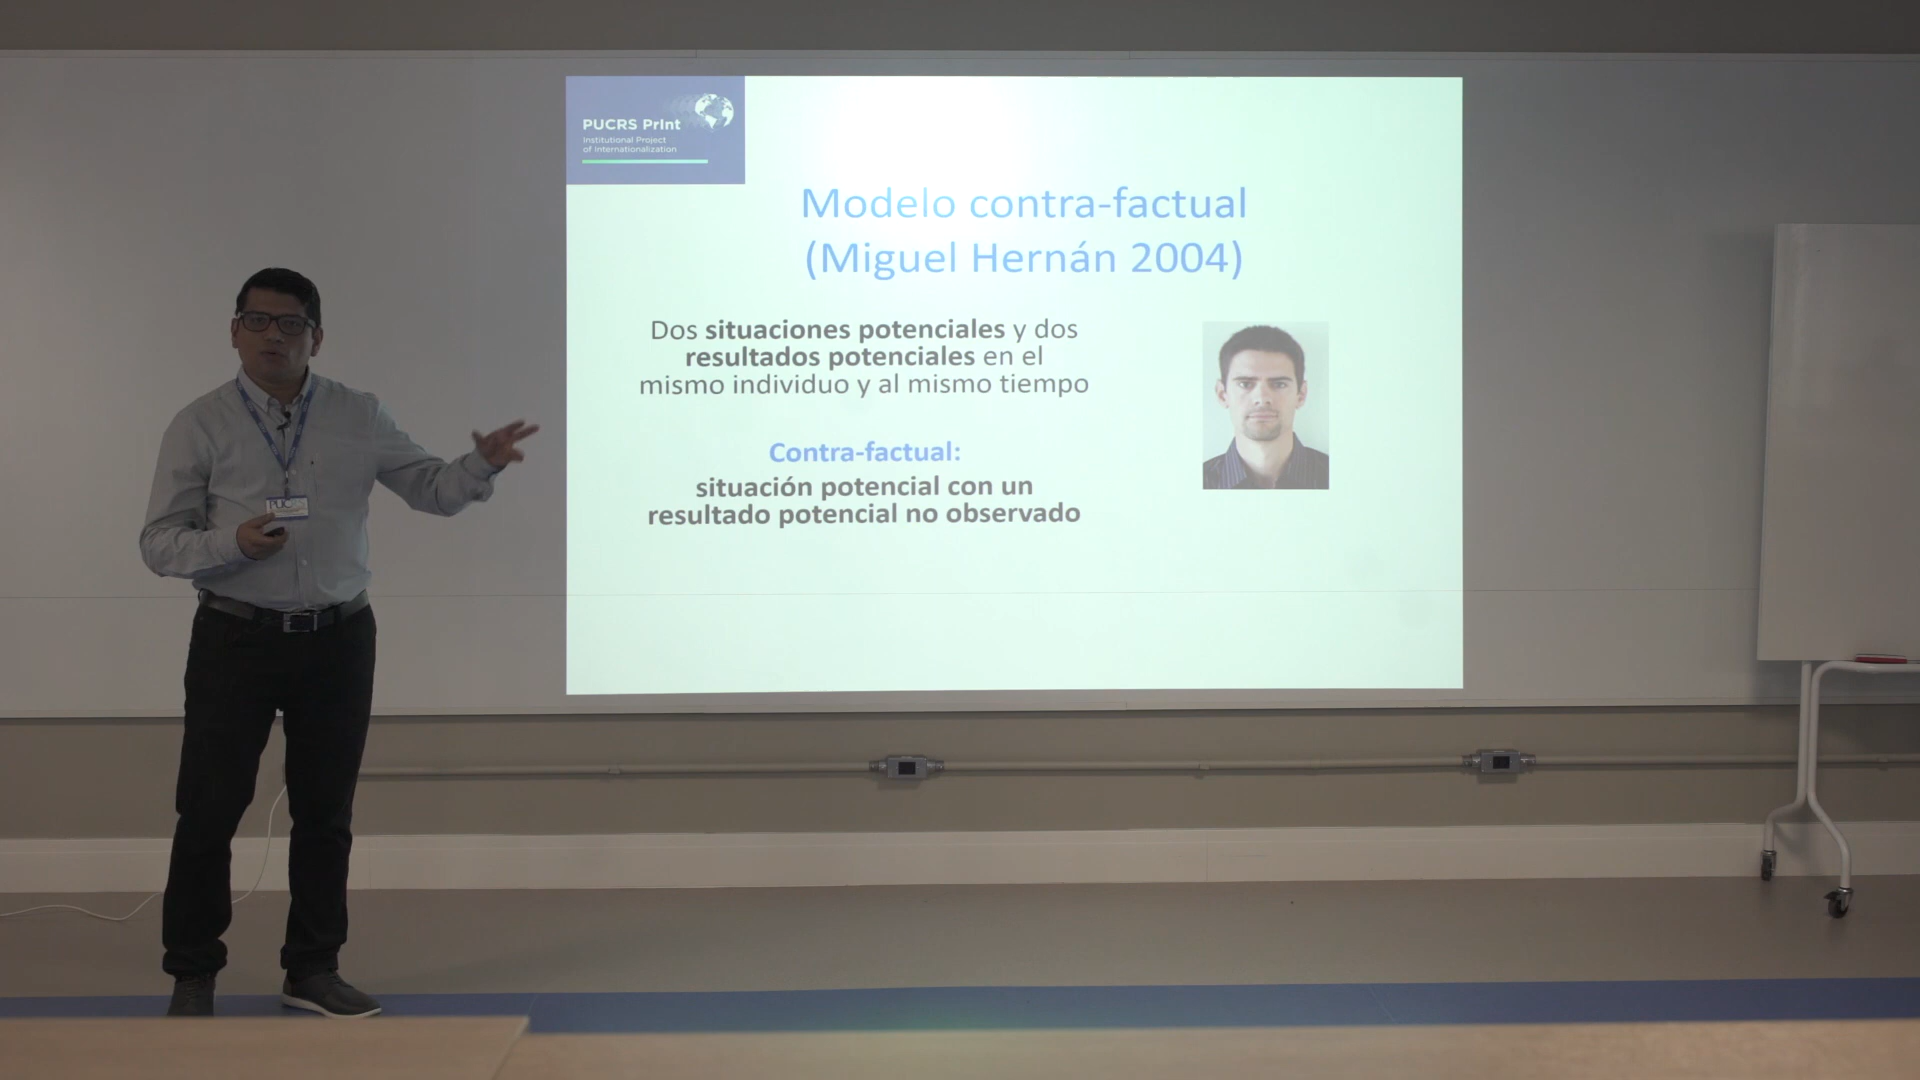 PUCRS PrInt
Institutional Project
of Internationalization
Modelo contra-factual
(Miguel Hernán 2004)
Dos situaciones potenciales y dos
resultados potenciales en el
mismo individuo y al mismo tiempo
Contra-factual:
situación potencial con un
resultado potencial no observado